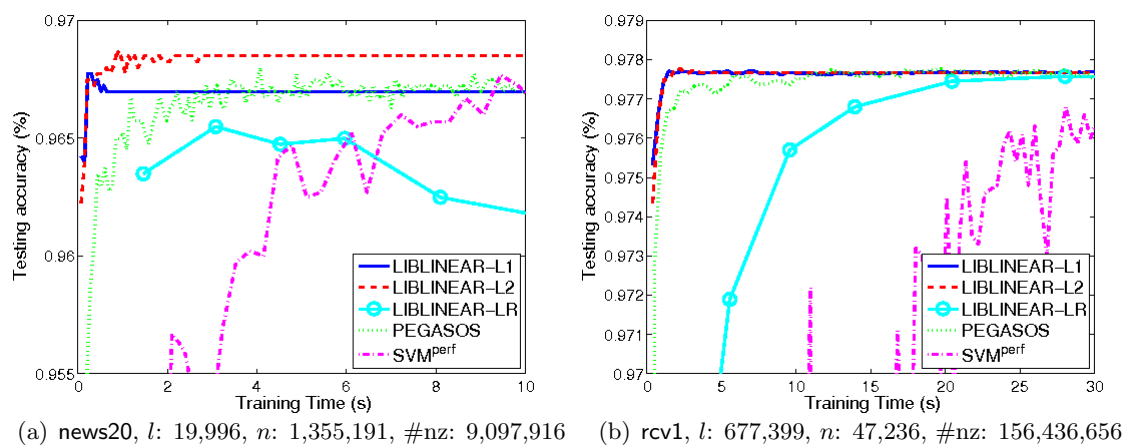 0.97
0.965
0.96
0.955
Testing accuracy (%)
0 2 4 6 8 10
Training Time (s)
LIBLINEAR-L1
LIBLINEAR-L2
LIBLINEAR-LR
PEGASOS
SVMperf
(a) news20, l: 19,996, n: 1,355,191, #nz: 9,097,916
0.979
0.978
0.977
0.976
0.975
0.974
0.973
0.972
0.971
0.97
Testing accuracy (%)
0 5 10 15 20 25 30
Training Time (s)
LIBLINEAR-L1
LIBLINEAR-L2
LIBLINEAR-LR
PEGASOS
SVMperf
(b) rcv1, l: 677,399, n: 47,236, #nz: 156,436,656